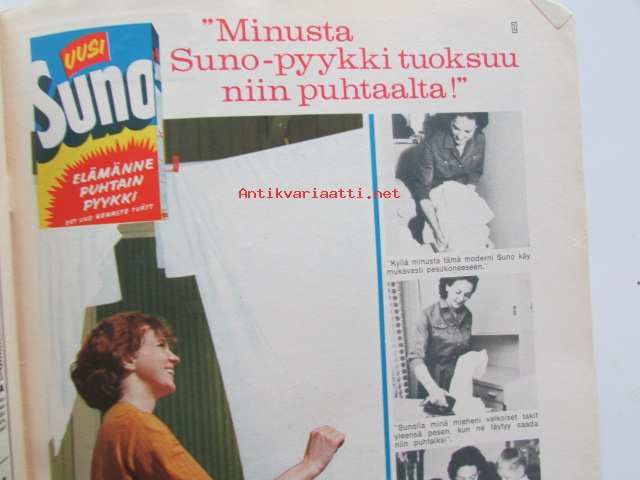 "Minusta
Suno-pyykki tuoksuu
niin puhtaalta!"
UUSI
Suno
ELÄMÄNNE
PUHTAIN
PYYKKI
Antikvariaatti.net
"Kyllä minusta tämä moderni Suno käy
mukavasti pesukoneeseen."
"Sunolla minä mieheni valkoiset takit
yleensä pesen, kun ne täytyy saada
niin puhtaiksi".